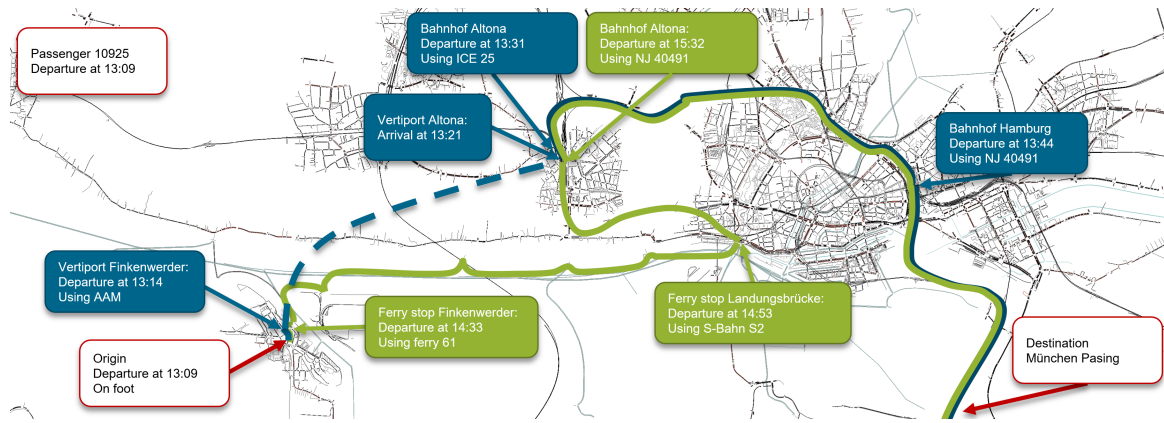 Passenger 10925
Departure at 13:09
Bahnhof Altona
Departure at 13:31
Using ICE 25
Bahnhof Altona:
Departure at 15:32
Using NJ 40491
Vertiport Altona:
Arrival at 13:21
Bahnhof Hamburg
Departure at 13:44
Using NJ 40491
Vertiport Finkenwerder:
Departure at 13:14
Using AAM
Ferry stop Finkenwerder:
Departure at 14:33
Using ferry 61
Ferry stop Landungsbrücke:
Departure at 14:53
Using S-Bahn S2
Origin
Departure at 13:09
On foot
Destination
München Pasing